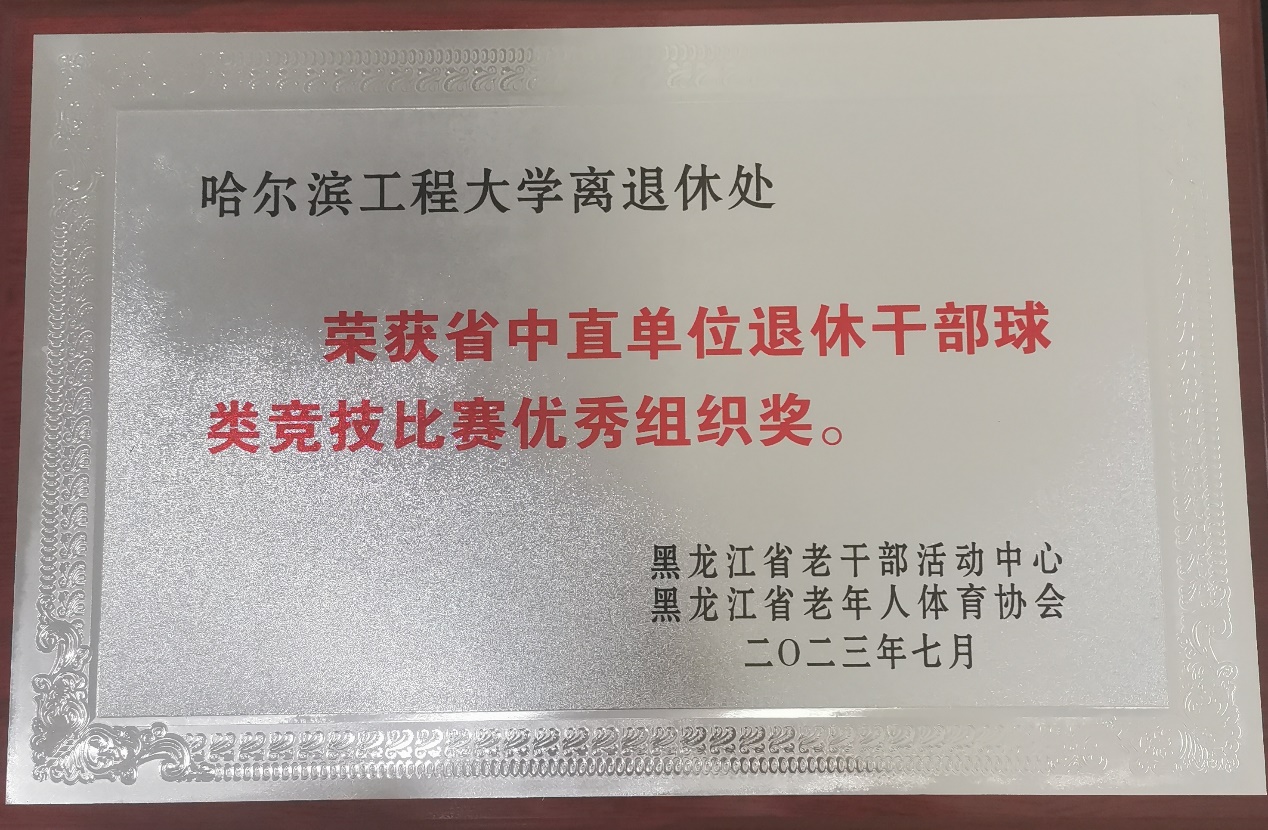 哈尔滨工程大学离退休处
荣获省中直单位退休干部球
类竞技比赛优秀组织奖。
黑龙江省老干部活动中心
黑龙江省老年人体育协会
二〇二三年七月